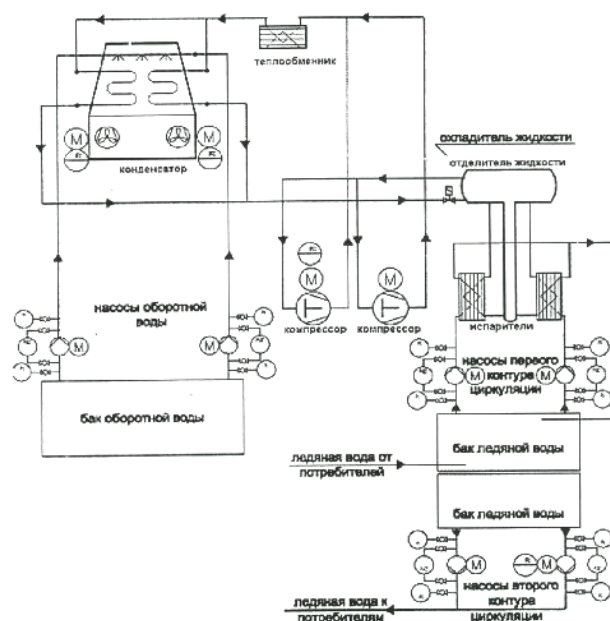 теплообменник
охладитель жидкости
отделитель жидкости
M
M
конденсатор
M
M
M
насосы оборотной
воды
компрессор
компрессор
испарители
M
M
насосы первого
контура
циркуляции
M
M
бак оборотной воды
бак ледяной воды
ледяная вода от
потребителей
бак ледяной воды
M
M
насосы второго
контура
циркуляции
ледяная вода к
потребителям